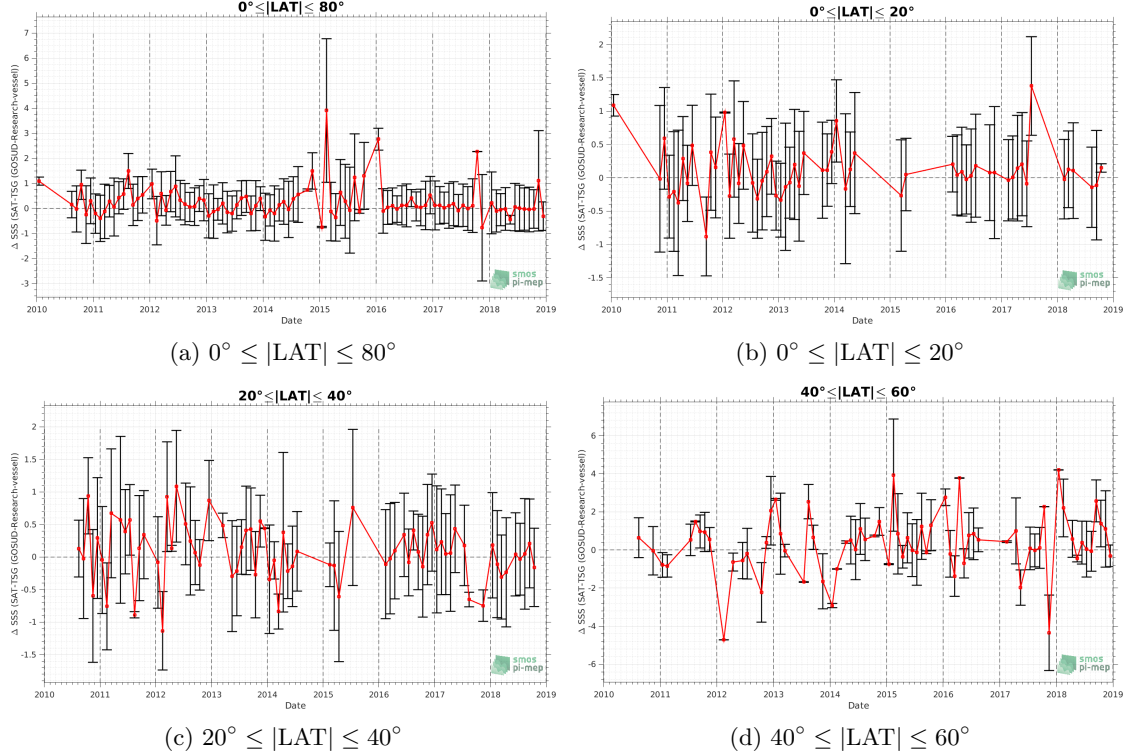 0°≤|LAT|≤ 80°
Δ SSS (SAT-TSG (GOSUD-Research-vessel))
7
6
5
4
3
2
1
0
-1
-2
-3
2010 2011 2012 2013 2014 2015 2016 2017 2018 2019
Date
smos
pi-mep
(a) 0° ≤ |LAT| ≤ 80°
0°≤|LAT|≤ 20°
Δ SSS (SAT-TSG (GOSUD-Research-vessel))
2
1.5
1
0.5
0
-0.5
-1
-1.5
2010 2011 2012 2013 2014 2015 2016 2017 2018 2019
Date
smos
pi-mep
(b) 0° ≤ |LAT| ≤ 20°
20°≤|LAT|≤ 40°
Δ SSS (SAT-TSG (GOSUD-Research-vessel))
2
1.5
1
0.5
0
-0.5
-1
-1.5
2010 2011 2012 2013 2014 2015 2016 2017 2018 2019
Date
smos
pi-mep
(c) 20° ≤ |LAT| ≤ 40°
40°≤|LAT|≤ 60°
Δ SSS (SAT-TSG (GOSUD-Research-vessel))
6
4
2
0
-2
-4
-6
2010 2011 2012 2013 2014 2015 2016 2017 2018 2019
Date
smos
pi-mep
(d) 40° ≤ |LAT| ≤ 60°